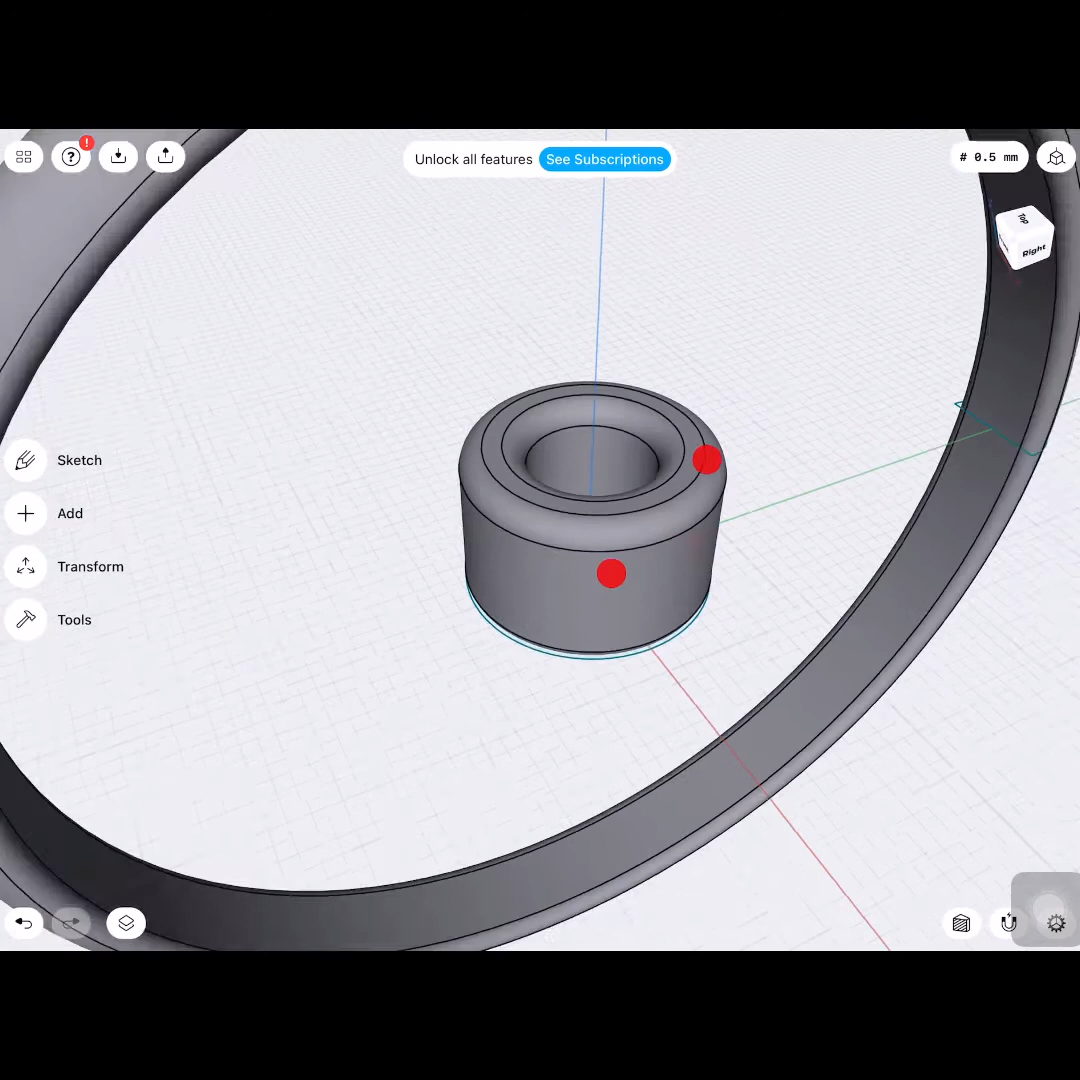 ?
!
Unlock all features See Subscriptions
# 0.5 mm
Top
Right
Sketch
Add
Transform
Tools